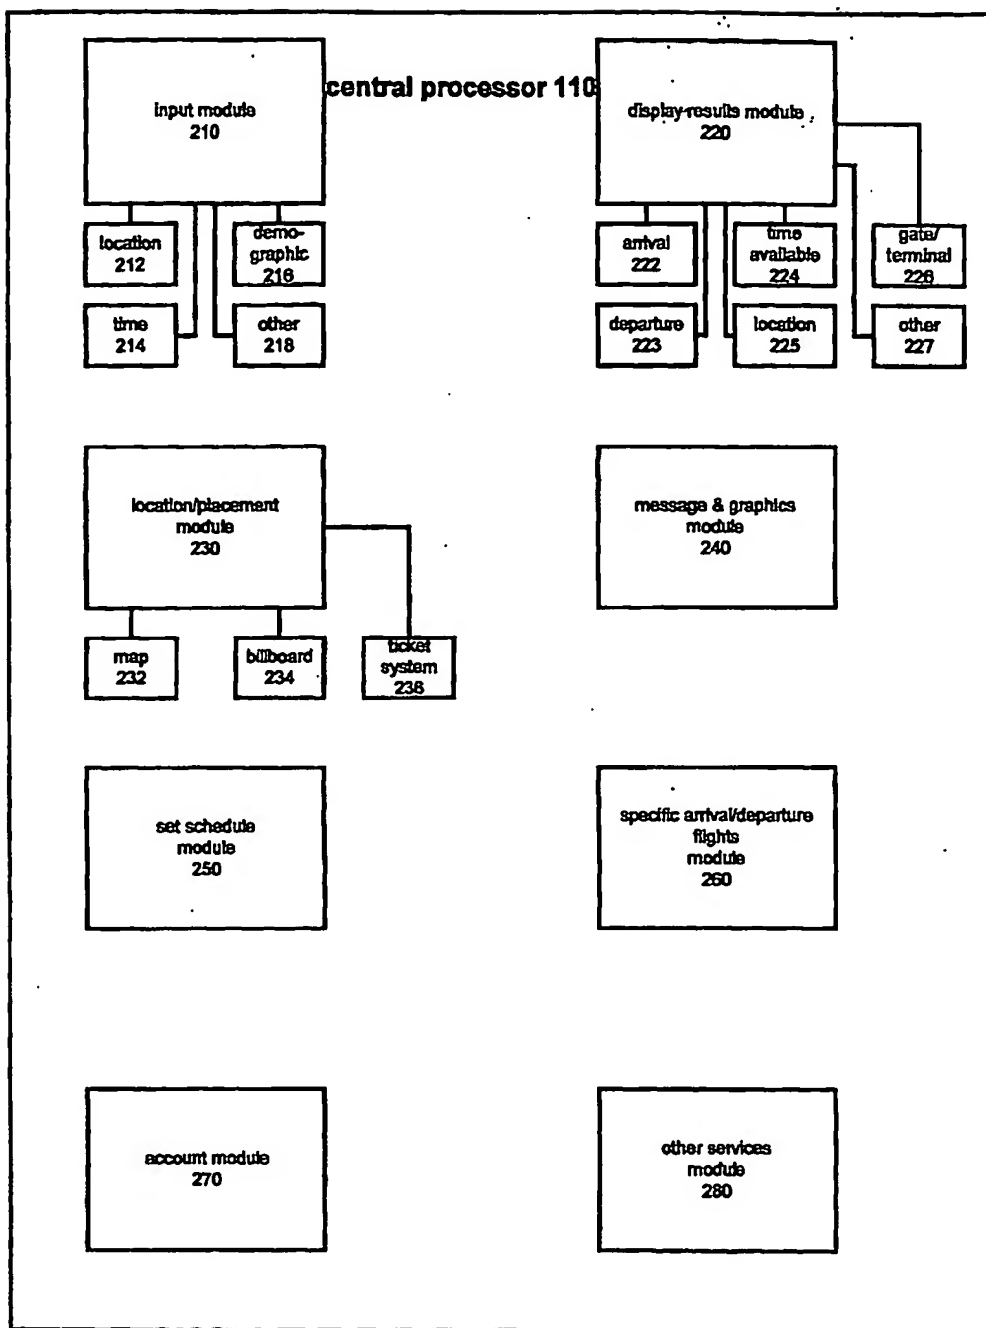 central processor 110
input module
210
location
212
demo-
graphic
216
time
214
other
218
display-results module
220
arrival
222
time
available
224
gate/
terminal
226
departure
223
location
225
other
227
location/placement
module
230
map
232
billboard
234
ticket
system
236
message & graphics
module
240
set schedule
module
250
specific arrival/departure
flights
module
260
account module
270
other services
module
280